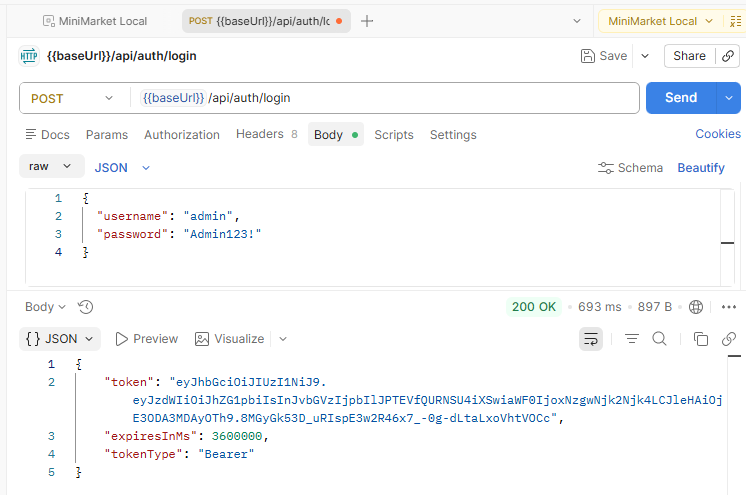 MiniMarket Local
POST {{baseUrl}}/api/auth/lc
MiniMarket Local
HTTP {{baseUrl}}/api/auth/login
Save
Share
POST
{{baseUrl}} /api/auth/login
Send
Docs
Params
Authorization
Headers 8
Body
Scripts
Settings
Cookies
raw
JSON
Schema
Beautify
1 {
2 "username": "admin",
3 "password": "Admin123!"
4 }
Body
200 OK
693 ms
897 B
{} JSON
Preview
Visualize
1 {
2 "token": "eyJhbGciOiJIUzI1NiJ9.
eyJzdWIiOiJhZG1pbiIsInJvbGVzIjpbIlJPTEVfQURNSU4iXSwiaWF0IjoxNzgwNjk2Njk4LCJleHAiOj
E3ODA3MDAyOTh9.8MGyGk53D_uRIspE3w2R46x7_-0g-dLtaLxoVhtVOCc",
3 "expiresInMs": 3600000,
4 "tokenType": "Bearer"
5 }